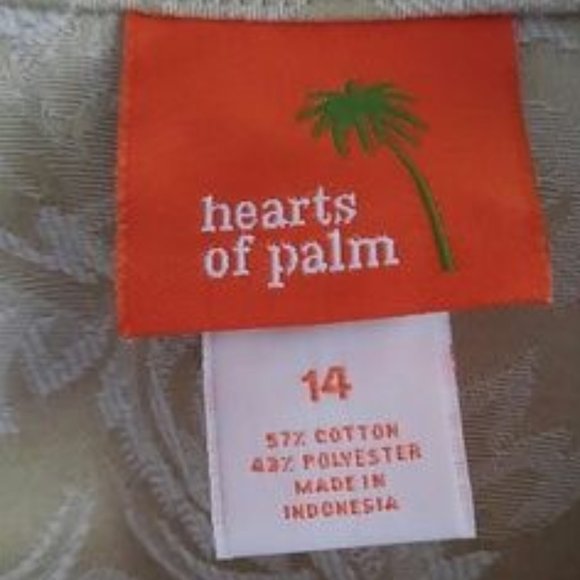 hearts
of palm
14
57% COTTON
43% POLYESTER
MADE IN
INDONESIA